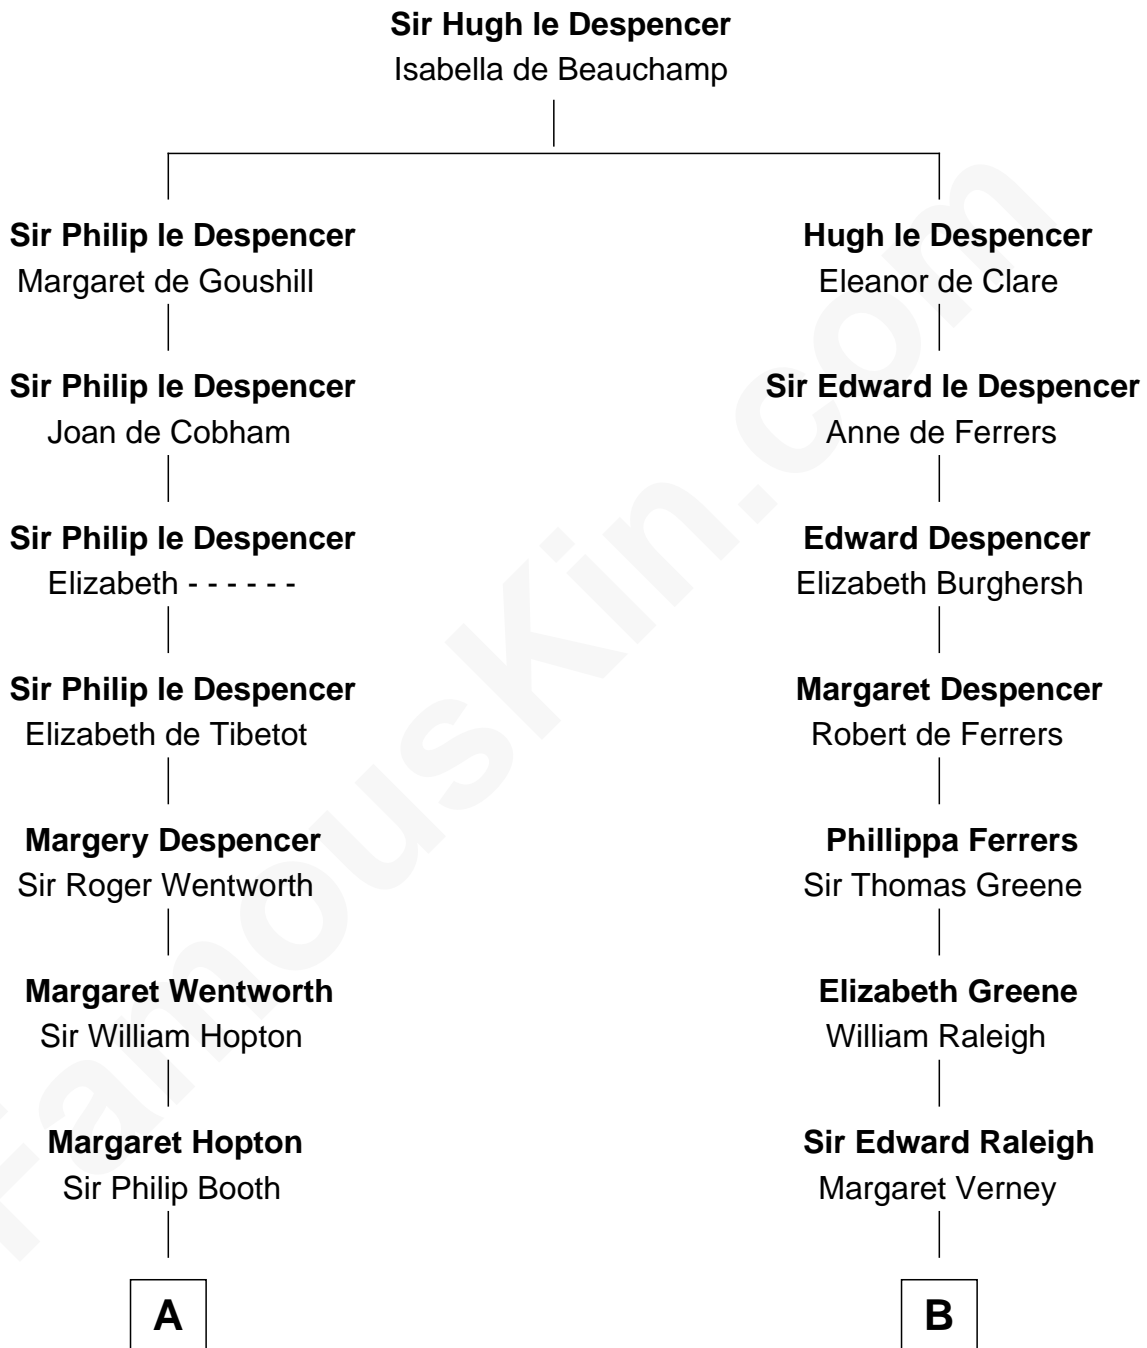 Sir Hugh le Despencer
Isabella de Beauchamp
Sir Philip le Despencer
Margaret de Goushill
Sir Philip le Despencer
Joan de Cobham
Sir Philip le Despencer
Elizabeth - - - - - -
Sir Philip le Despencer
Elizabeth de Tibetot
Margery Despencer
Sir Roger Wentworth
Margaret Wentworth
Sir William Hopton
Margaret Hopton
Sir Philip Booth
A
Hugh le Despencer
Eleanor de Clare
Sir Edward le Despencer
Anne de Ferrers
Edward Despencer
Elizabeth Burghersh
Margaret Despencer
Robert de Ferrers
Phillippa Ferrers
Sir Thomas Greene
Elizabeth Greene
William Raleigh
Sir Edward Raleigh
Margaret Verney
B
FamousKin.com